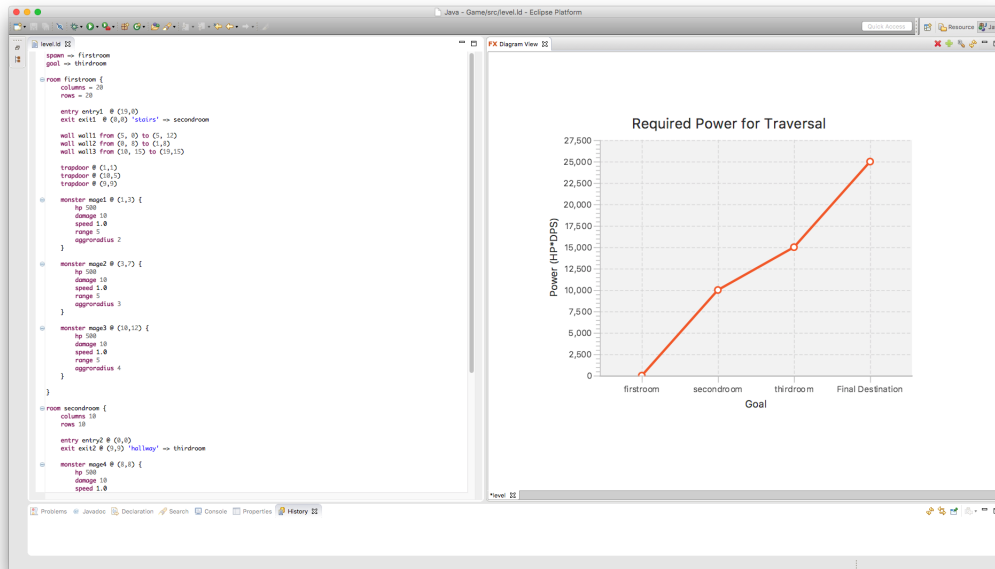 Java - Game/src/level.ld - Eclipse Platform
Quick Access
Resource
Ja
level.ld
spawn => firstroom
goal => thirdroom
room firstroom {
columns = 20
rows = 20
entry entry1 @ (19,0)
exit exit1 @ (0,0) 'stairs' => secondroom
wall wall1 from (5, 0) to (5, 12)
wall wall2 from (0, 8) to (1,8)
wall wall3 from (10, 15) to (19,15)
trapdoor @ (1,1)
trapdoor @ (10,5)
trapdoor @ (9,9)
monster mage1 @ (1,3) {
hp 500
damage 10
speed 1.0
range 5
aggroradius 2
}
monster mage2 @ (3,7) {
hp 500
damage 10
speed 1.0
range 5
aggroradius 3
}
monster mage3 @ (10,12) {
hp 500
damage 10
speed 1.0
range 5
aggroradius 4
}
}
room secondroom {
columns 10
rows 10
entry entry2 @ (0,0)
exit exit2 @ (9,9) 'hallway' => thirdroom
monster mage4 @ (8,8) {
hp 500
damage 10
speed 1.0
FX Diagram View
Required Power for Traversal
27,500
25,000
22,500
20,000
17,500
15,000
12,500
10,000
7,500
5,000
2,500
0
Power (HP*DPS)
firstroom secondroom thirdroom Final Destination
Goal
*level
Problems Javadoc Declaration Search Console Properties History